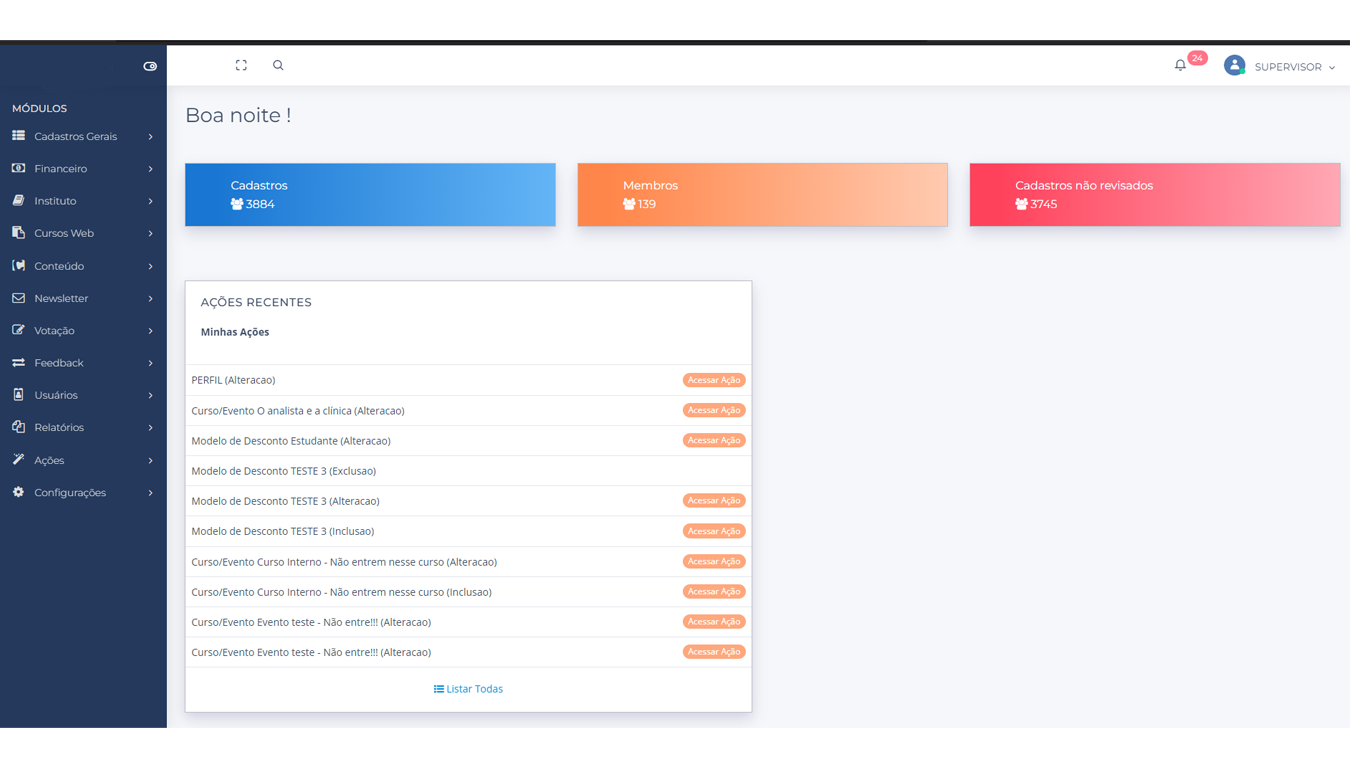 24
SUPERVISOR
MÓDULOS
Cadastros Gerais
Financeiro
Instituto
Cursos Web
Conteúdo
Newsletter
Votação
Feedback
Usuários
Relatórios
Ações
Configurações
Boa noite !
Cadastros
3884
Membros
139
Cadastros não revisados
3745
AÇÕES RECENTES
Minhas Ações
PERFIL (Alteracao) Acessar Ação
Curso/Evento O analista e a clínica (Alteracao) Acessar Ação
Modelo de Desconto Estudante (Alteracao) Acessar Ação
Modelo de Desconto TESTE 3 (Exclusao)
Modelo de Desconto TESTE 3 (Alteracao) Acessar Ação
Modelo de Desconto TESTE 3 (Inclusao) Acessar Ação
Curso/Evento Curso Interno - Não entrem nesse curso (Alteracao) Acessar Ação
Curso/Evento Curso Interno - Não entrem nesse curso (Inclusao) Acessar Ação
Curso/Evento Evento teste - Não entre!!! (Alteracao) Acessar Ação
Curso/Evento Evento teste - Não entre!!! (Alteracao) Acessar Ação
Listar Todas